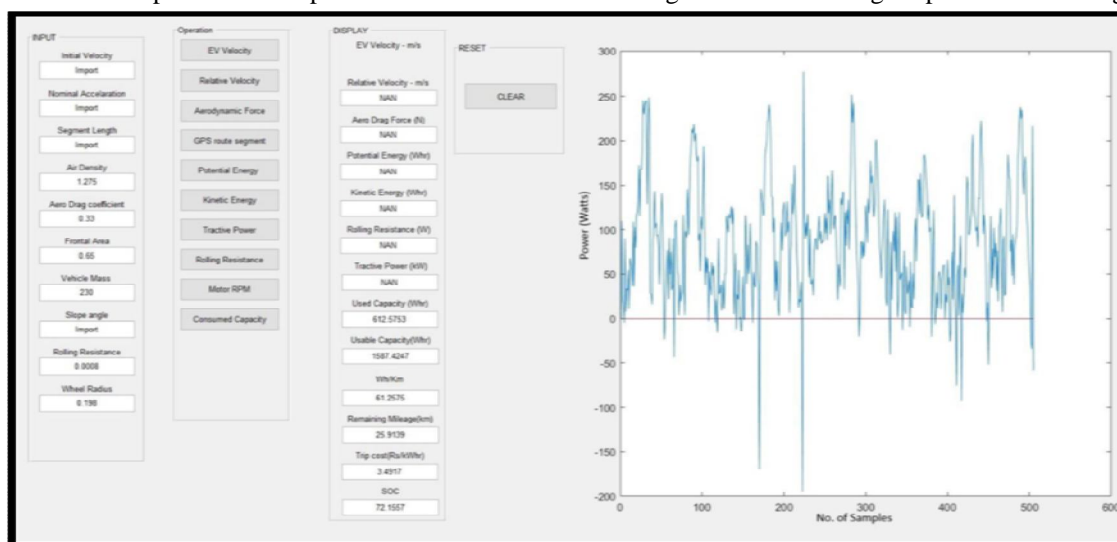 INPUT
Initial Velocity
Import
Nominal Accelaration
Import
Segment Length
Import
Air Density
1.275
Aero Drag coefficient
0.33
Frontal Area
0.65
Vehicle Mass
230
Slope angle
Import
Rolling Resistance
0.0008
Wheel Radius
0.198
Operation
EV Velocity
Relative Velocity
Aerodynamic Force
GPS route segment
Potential Energy
Kinetic Energy
Tractive Power
Rolling Resistance
Motor RPM
Consumed Capacity
DISPLAY
EV Velocity - m/s
Relative Velocity - m/s
NAN
Aero Drag Force (N)
NAN
Potential Energy (Whr)
NAN
Kinetic Energy (Whr)
NAN
Rolling Resistance (W)
NAN
Tractive Power (kW)
NAN
Used Capacity (Whr)
612.5753
Usable Capacity(Whr)
1587.4247
Wh/Km
61.2575
Remaining Mileage(km)
25.9139
Trip cost(Rs/kWhr)
3.4917
SOC
72.1557
RESET
CLEAR
300
250
200
150
100
50
0
-50
-100
-150
-200
Power (Watts)
0
100
200
300
400
500
600
No. of Samples